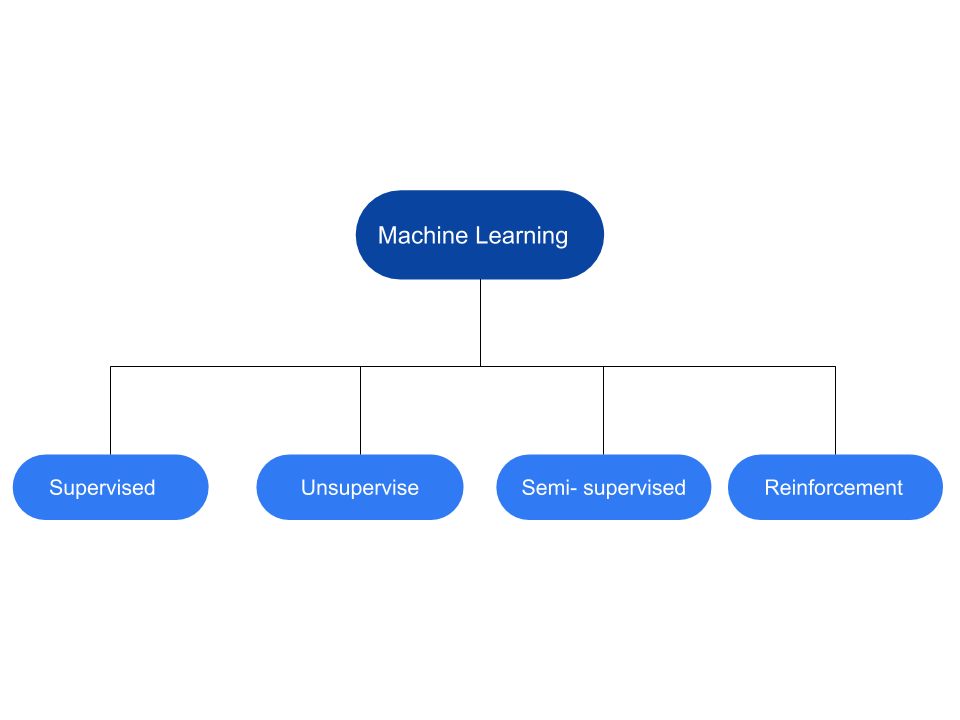 Machine Learning
Supervised
Unsupervise
Semi- supervised
Reinforcement